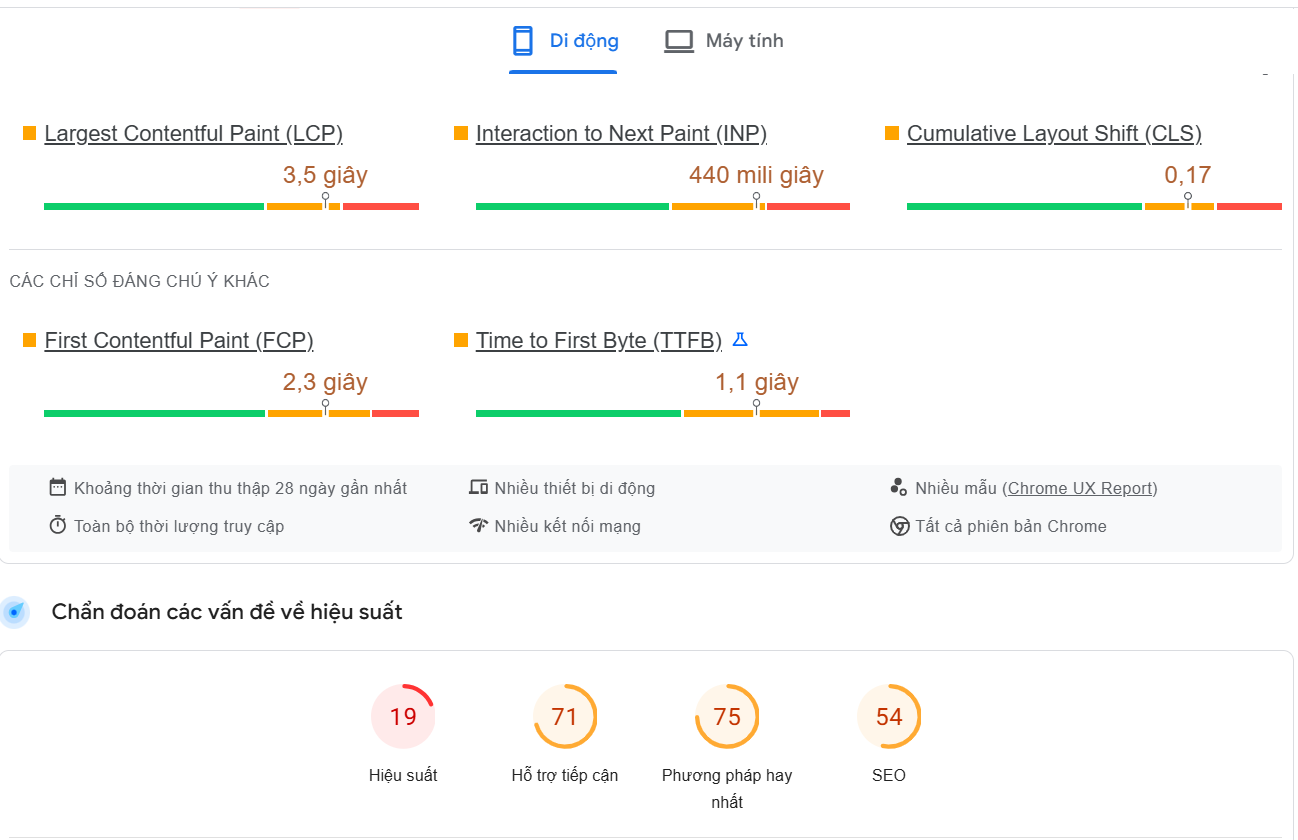 Di động
Máy tính
Largest Contentful Paint (LCP)
Interaction to Next Paint (INP)
Cumulative Layout Shift (CLS)
3,5 giây
440 mili giây
0,17
CÁC CHỈ SỐ ĐÁNG CHÚ Ý KHÁC
First Contentful Paint (FCP)
Time to First Byte (TTFB)
2,3 giây
1,1 giây
Khoảng thời gian thu thập 28 ngày gần nhất
Nhiều thiết bị di động
Nhiều mẫu (Chrome UX Report)
Toàn bộ thời lượng truy cập
Nhiều kết nối mạng
Tất cả phiên bản Chrome
Chẩn đoán các vấn đề về hiệu suất
19
71
75
54
Hiệu suất
Hỗ trợ tiếp cận
Phương pháp hay
nhất
SEO